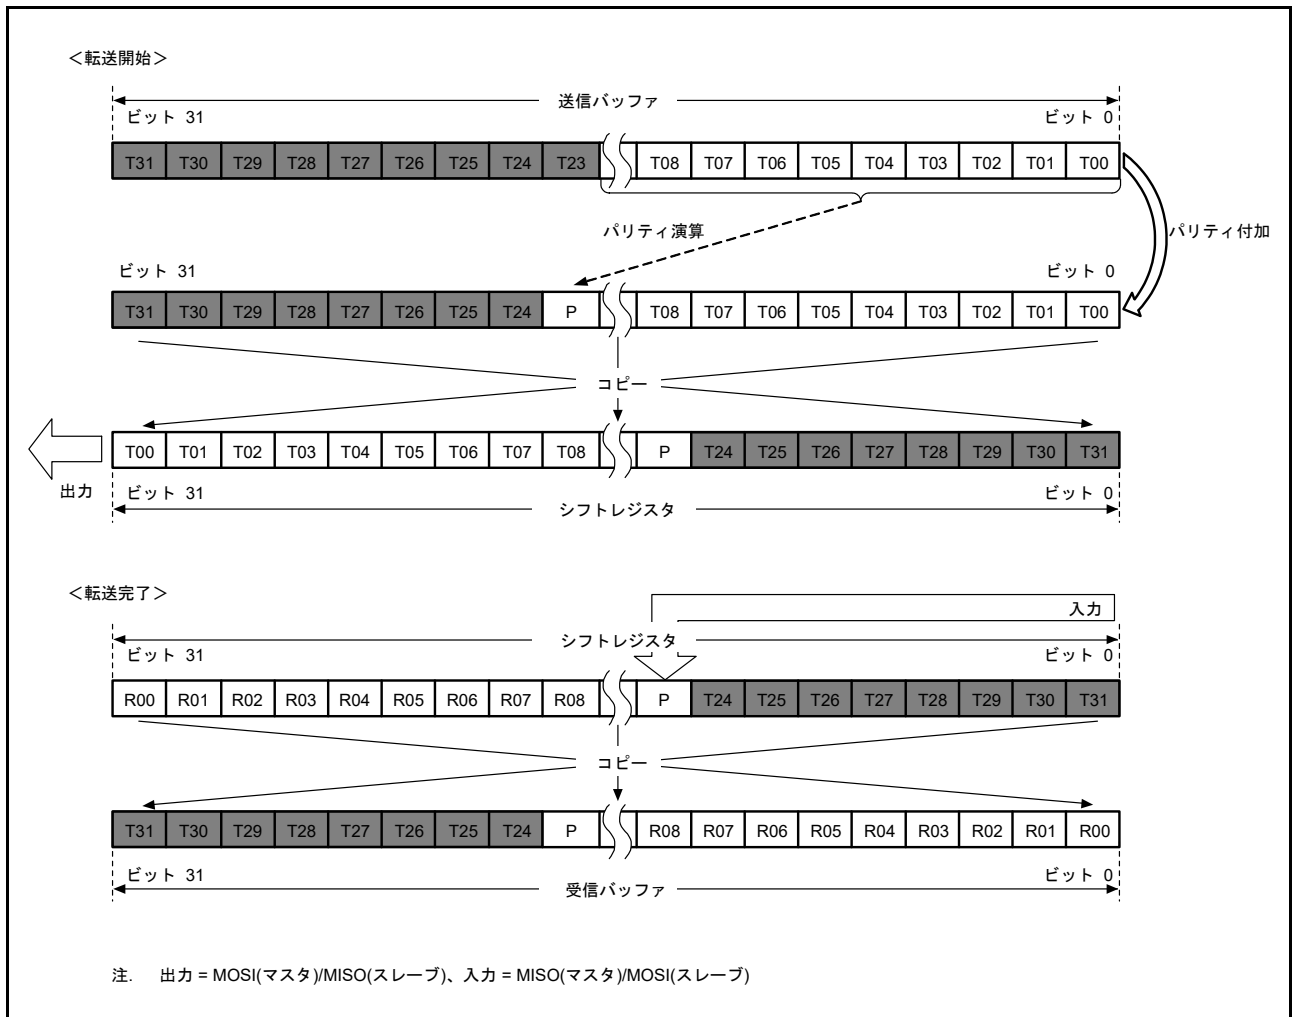 ＜転送開始＞
送信バッファ
ビット 31 ビット 0
T31 T30 T29 T28 T27 T26 T25 T24 T23 T08 T07 T06 T05 T04 T03 T02 T01 T00
パリティ演算 パリティ付加
ビット 31 ビット 0
T31 T30 T29 T28 T27 T26 T25 T24 P T08 T07 T06 T05 T04 T03 T02 T01 T00
コピー
T00 T01 T02 T03 T04 T05 T06 T07 T08 P T24 T25 T26 T27 T28 T29 T30 T31
出力 ビット 31 ビット 0
シフトレジスタ
＜転送完了＞
入力
シフトレジスタ
ビット 31 ビット 0
R00 R01 R02 R03 R04 R05 R06 R07 R08 P T24 T25 T26 T27 T28 T29 T30 T31
コピー
T31 T30 T29 T28 T27 T26 T25 T24 P R08 R07 R06 R05 R04 R03 R02 R01 R00
ビット 31 ビット 0
受信バッファ
注. 出力 = MOSI(マスタ)/MISO(スレーブ)、入力 = MISO(マスタ)/MOSI(スレーブ)